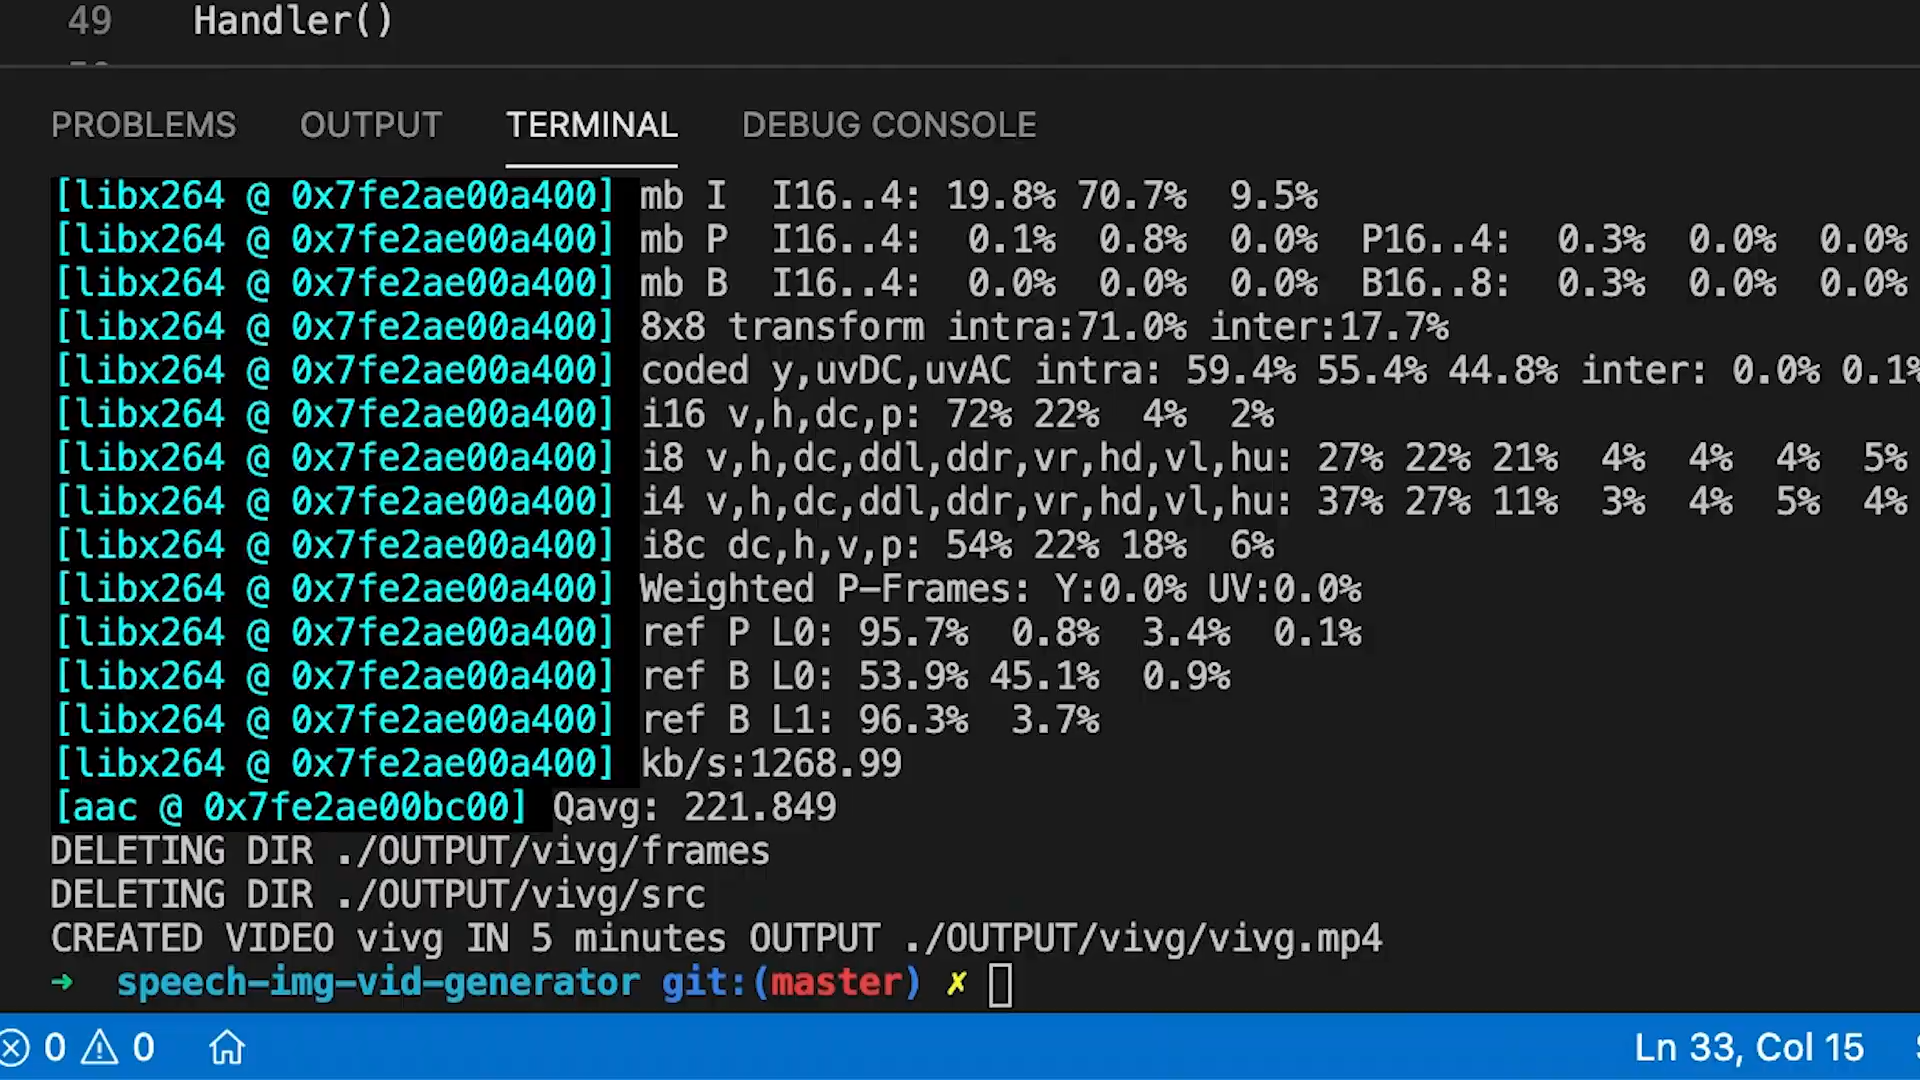 49 Handler()
PROBLEMS OUTPUT TERMINAL DEBUG CONSOLE
[libx264 @ 0x7fe2ae00a400] mb I I16..4: 19.8% 70.7% 9.5%
[libx264 @ 0x7fe2ae00a400] mb P I16..4: 0.1% 0.8% 0.0% P16..4: 0.3% 0.0% 0.0%
[libx264 @ 0x7fe2ae00a400] mb B I16..4: 0.0% 0.0% 0.0% B16..8: 0.3% 0.0% 0.0%
[libx264 @ 0x7fe2ae00a400] 8x8 transform intra:71.0% inter:17.7%
[libx264 @ 0x7fe2ae00a400] coded y,uvDC,uvAC intra: 59.4% 55.4% 44.8% inter: 0.0% 0.1%
[libx264 @ 0x7fe2ae00a400] i16 v,h,dc,p: 72% 22% 4% 2%
[libx264 @ 0x7fe2ae00a400] i8 v,h,dc,ddl,ddr,vr,hd,vl,hu: 27% 22% 21% 4% 4% 4% 5%
[libx264 @ 0x7fe2ae00a400] i4 v,h,dc,ddl,ddr,vr,hd,vl,hu: 37% 27% 11% 3% 4% 5% 4%
[libx264 @ 0x7fe2ae00a400] i8c dc,h,v,p: 54% 22% 18% 6%
[libx264 @ 0x7fe2ae00a400] Weighted P-Frames: Y:0.0% UV:0.0%
[libx264 @ 0x7fe2ae00a400] ref P L0: 95.7% 0.8% 3.4% 0.1%
[libx264 @ 0x7fe2ae00a400] ref B L0: 53.9% 45.1% 0.9%
[libx264 @ 0x7fe2ae00a400] ref B L1: 96.3% 3.7%
[libx264 @ 0x7fe2ae00a400] kb/s:1268.99
[aac @ 0x7fe2ae00bc00] Qavg: 221.849
DELETING DIR ./OUTPUT/vivg/frames
DELETING DIR ./OUTPUT/vivg/src
CREATED VIDEO vivg IN 5 minutes OUTPUT ./OUTPUT/vivg/vivg.mp4
➜ speech-img-vid-generator git:(master) ✗
0 0 Ln 33, Col 15